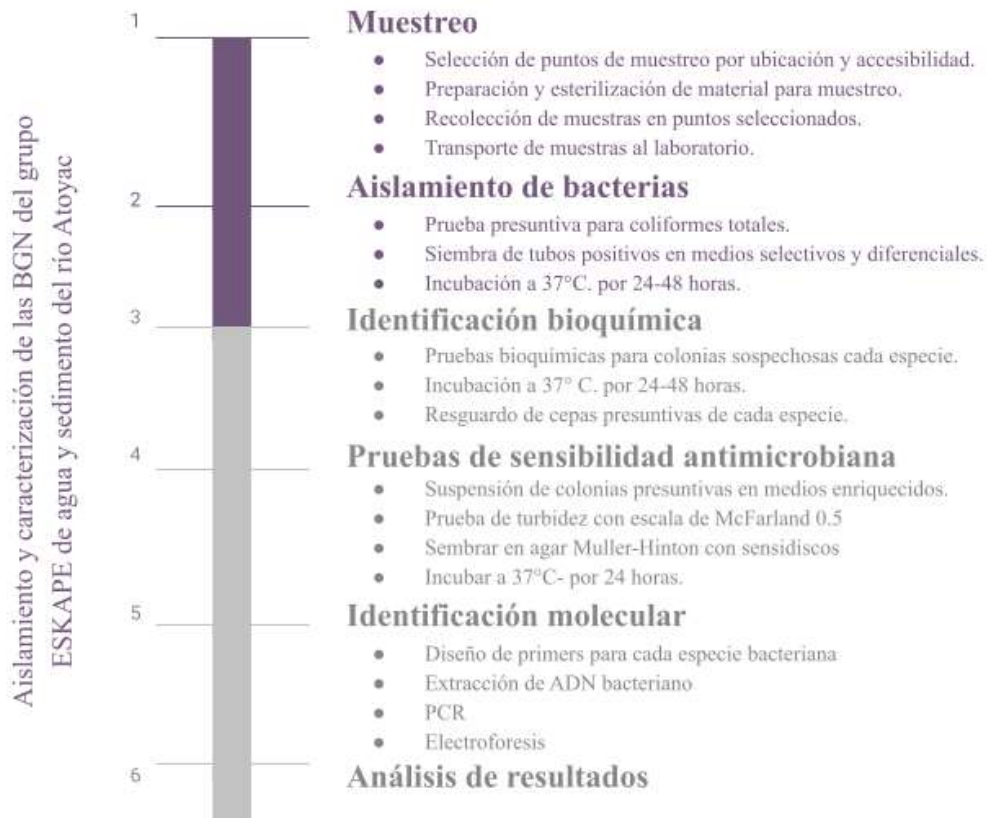 Aislamiento y caracterización de las BGN del grupo
ESKAPE de agua y sedimento del río Atoyac
1
Muestreo
● Selección de puntos de muestreo por ubicación y accesibilidad.
● Preparación y esterilización de material para muestreo.
● Recolección de muestras en puntos seleccionados.
● Transporte de muestras al laboratorio.
2
Aislamiento de bacterias
● Prueba presuntiva para coliformes totales.
● Siembra de tubos positivos en medios selectivos y diferenciales.
● Incubación a 37°C. por 24-48 horas.
3
Identificación bioquímica
● Pruebas bioquímicas para colonias sospechosas cada especie.
● Incubación a 37° C. por 24-48 horas.
● Resguardo de cepas presuntivas de cada especie.
4
Pruebas de sensibilidad antimicrobiana
● Suspensión de colonias presuntivas en medios enriquecidos.
● Prueba de turbidez con escala de McFarland 0.5
● Sembrar en agar Muller-Hinton con sensidiscos
● Incubar a 37°C- por 24 horas.
5
Identificación molecular
● Diseño de primers para cada especie bacteriana
● Extracción de ADN bacteriano
● PCR
● Electroforesis
6
Análisis de resultados